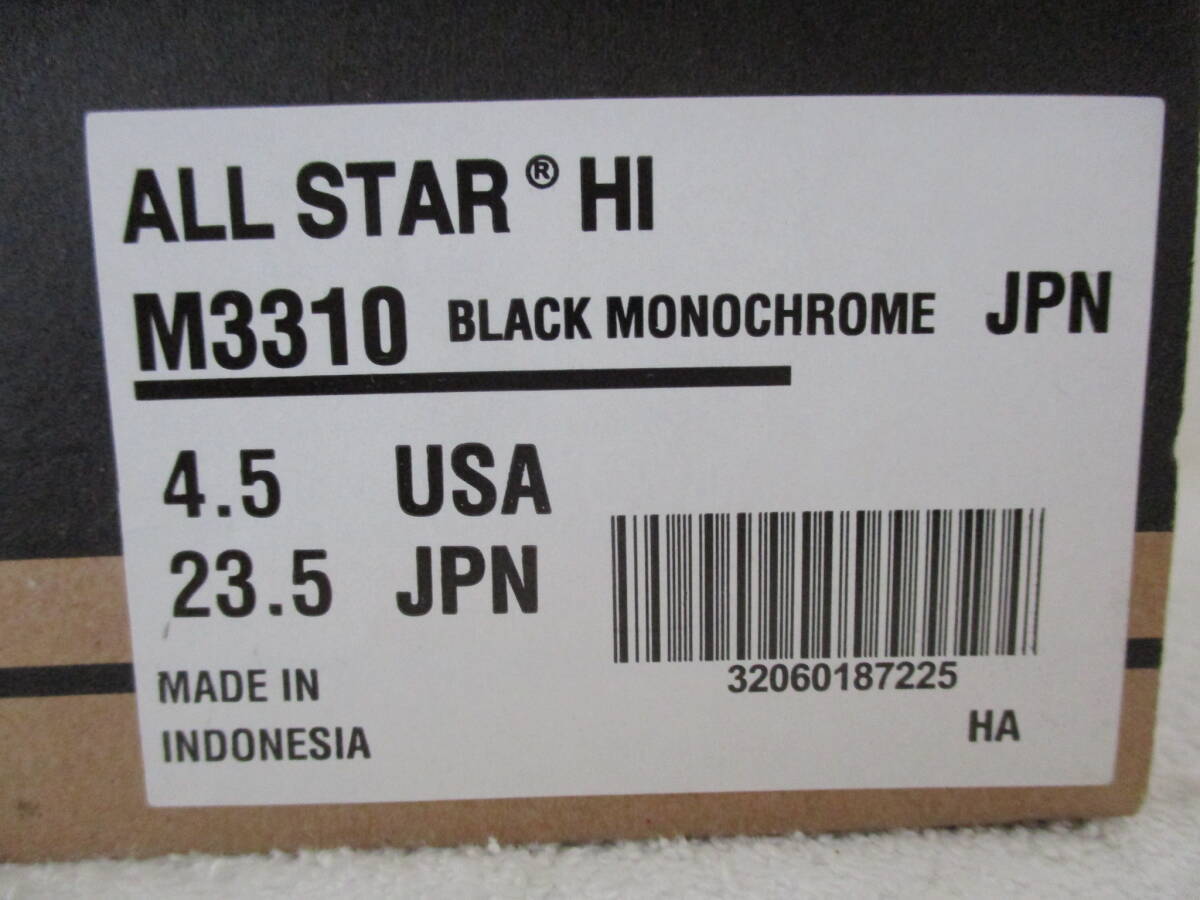 ALL STAR® HI
M3310 BLACK MONOCHROME JPN
4.5 USA
23.5 JPN
MADE IN
INDONESIA
32060187225
HA